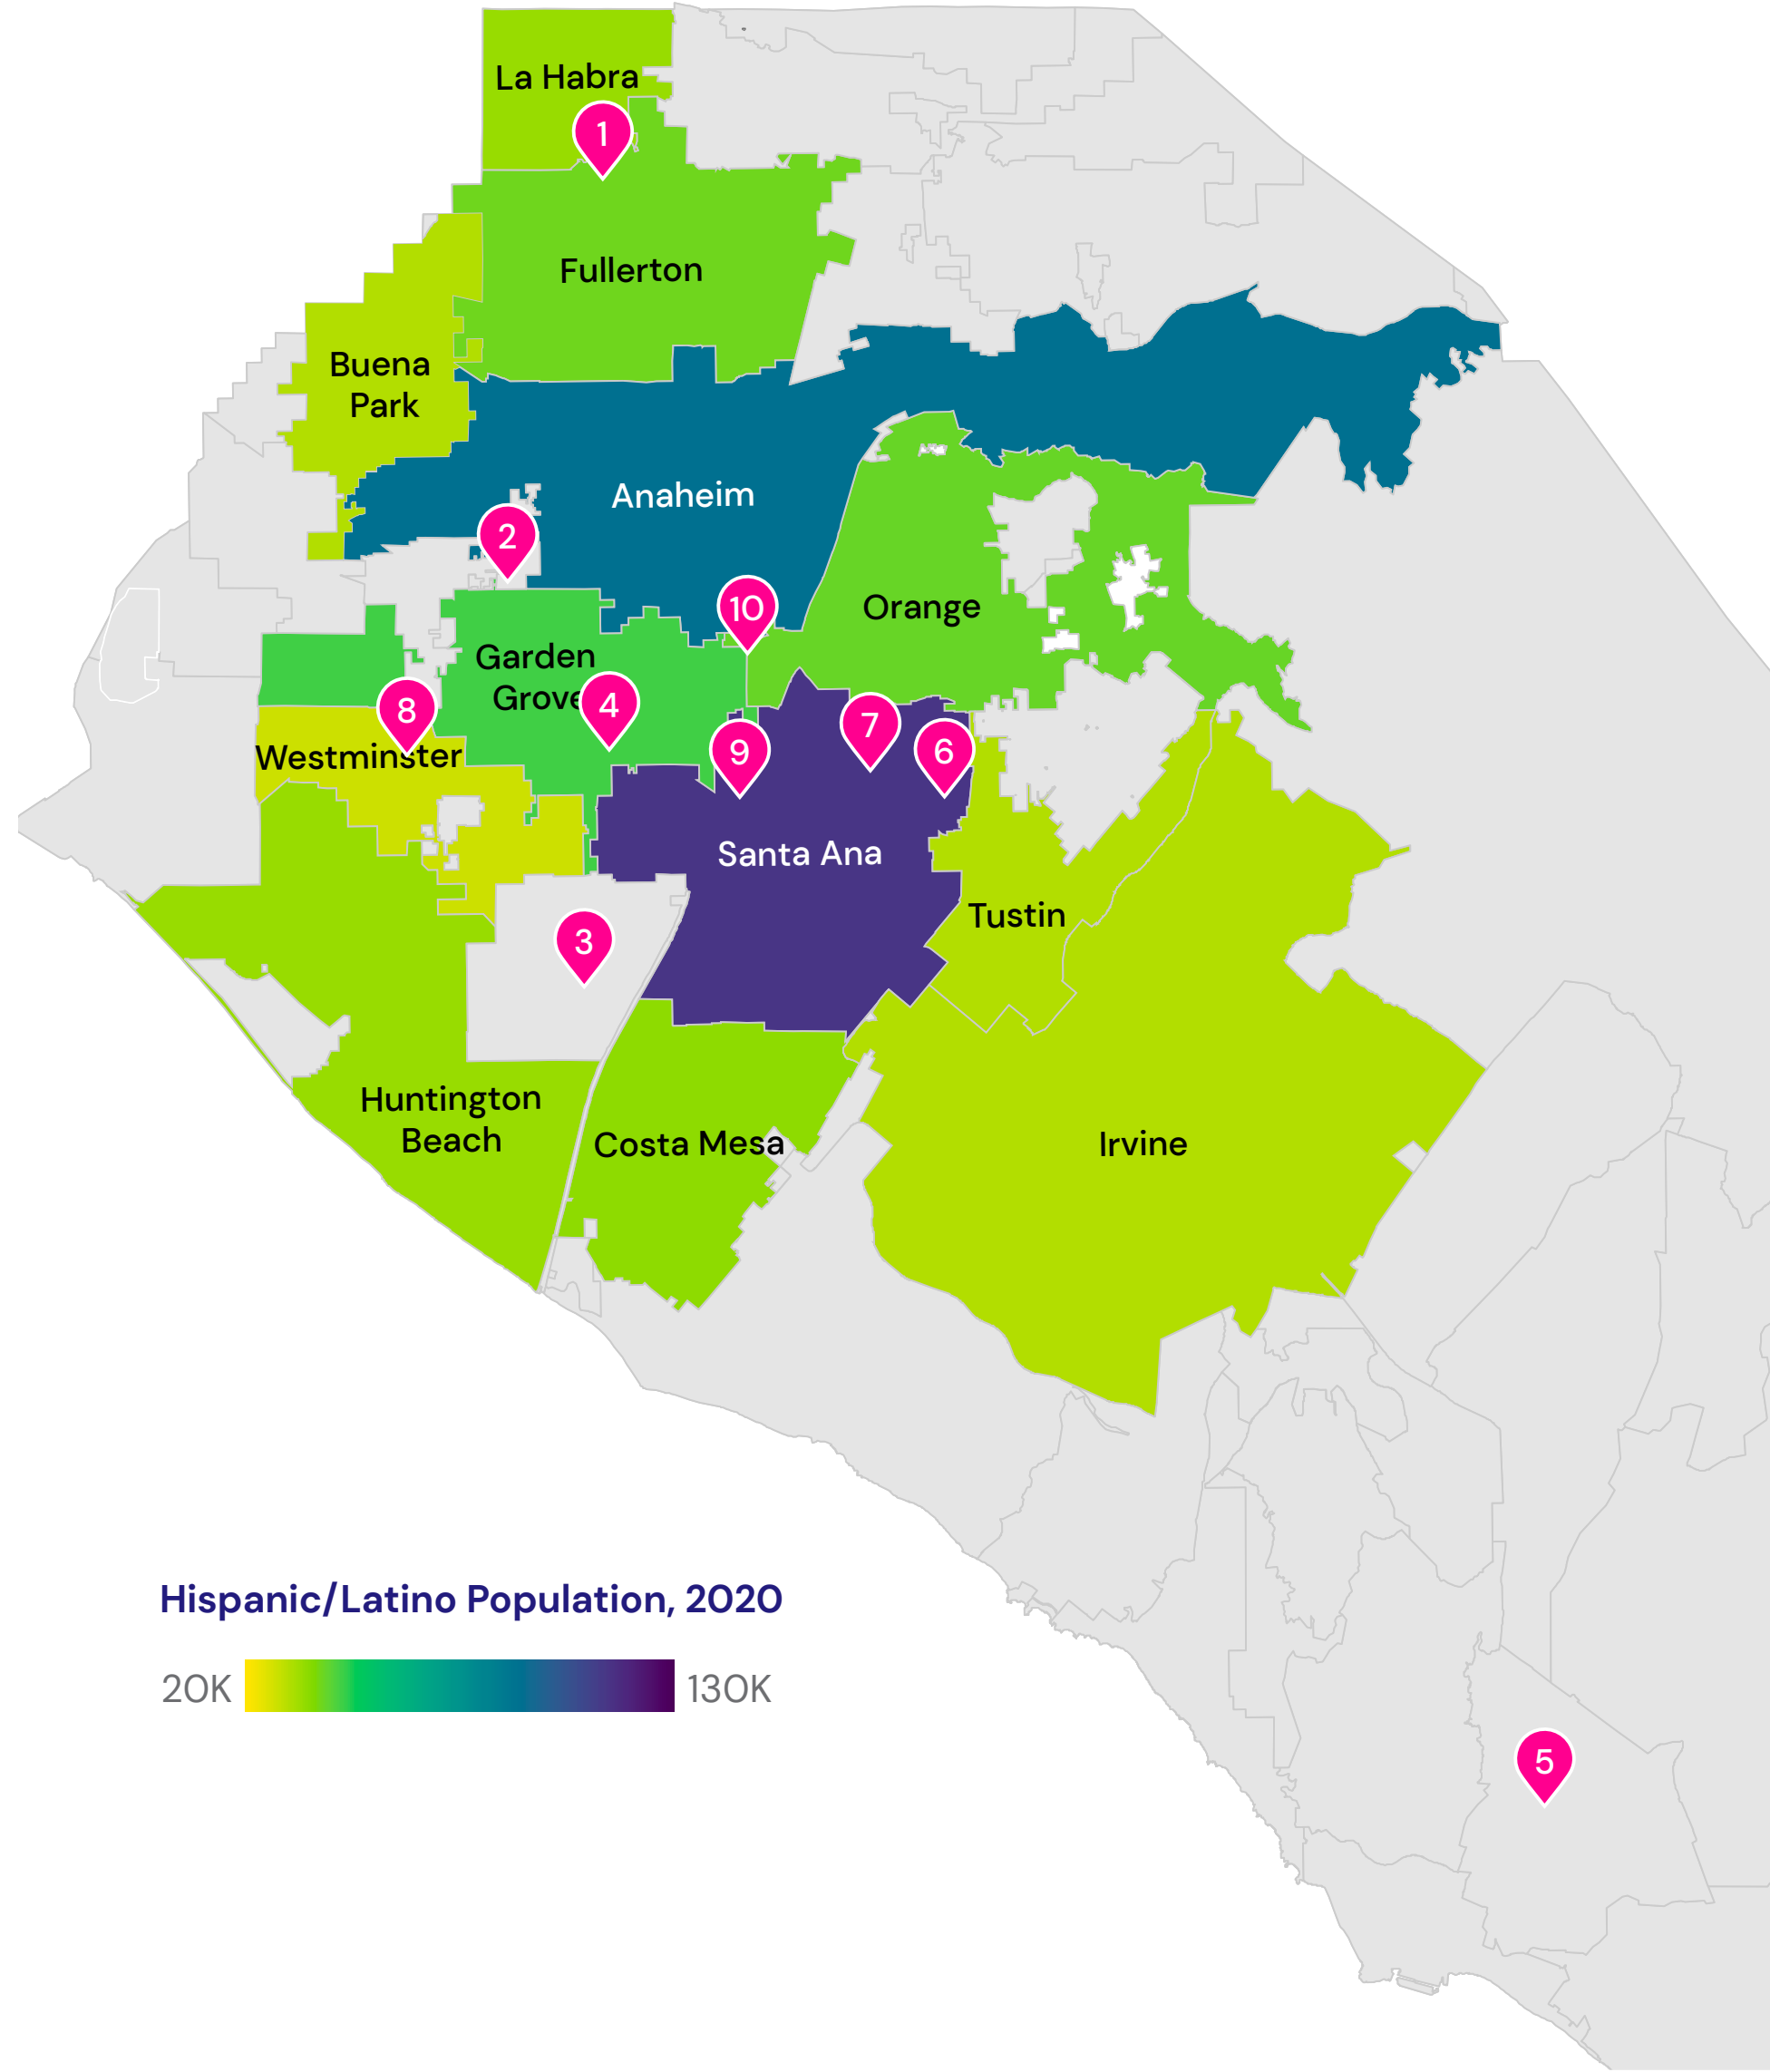 La Habra
1
Fullerton
Buena
Park
Anaheim
2
10
Orange
Garden
Grove
4
8
7
9
6
Westminster
Santa Ana
Tustin
3
Huntington
Beach
Costa Mesa
Irvine
Hispanic/Latino Population, 2020
20K
130K
5